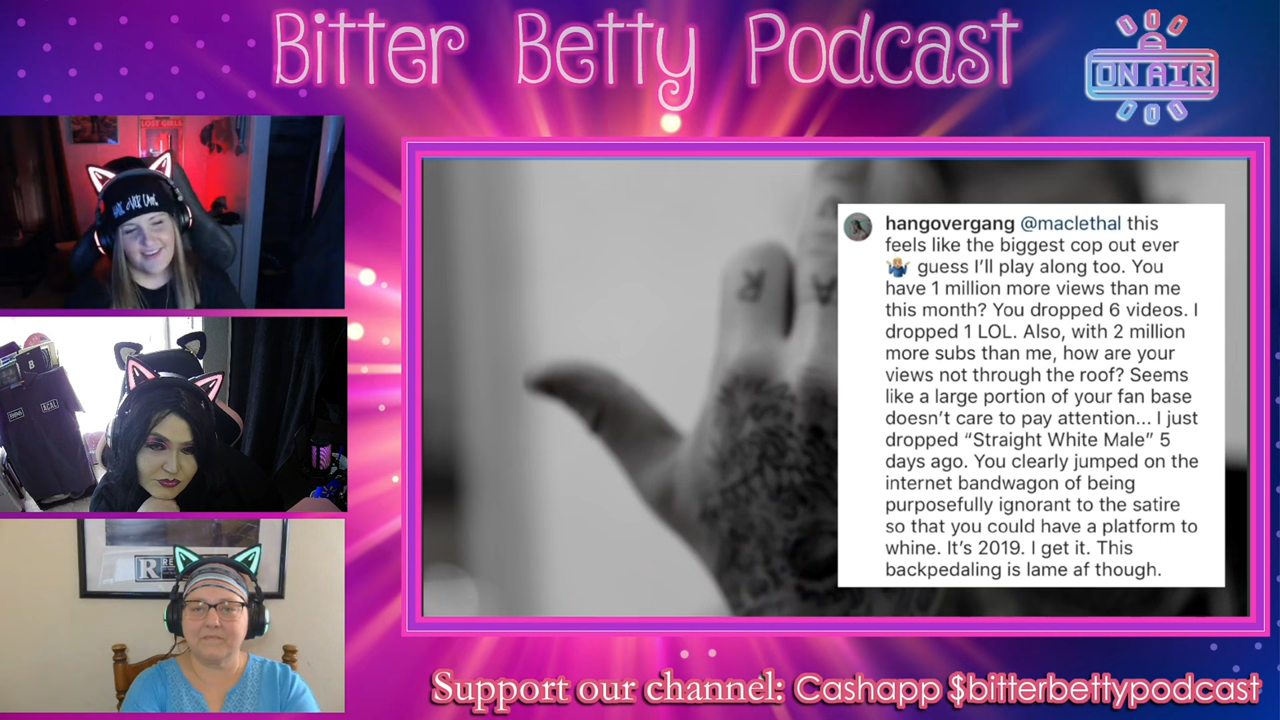 Bitter Betty Podcast
ON AIR
LOST GIRLS
hangovergang @maclethal this
feels like the biggest cop out ever
🤷🏼‍♂️ guess I'll play along too. You
have 1 million more views than me
this month? You dropped 6 videos. I
dropped 1 LOL. Also, with 2 million
more subs than me, how are your
views not through the roof? Seems
like a large portion of your fan base
doesn't care to pay attention... I just
dropped “Straight White Male” 5
days ago. You clearly jumped on the
internet bandwagon of being
purposefully ignorant to the satire
so that you could have a platform to
whine. It's 2019. I get it. This
backpedaling is lame af though.
B
ACAL
R
Support our channel: Cashapp $bitterbettypodcast